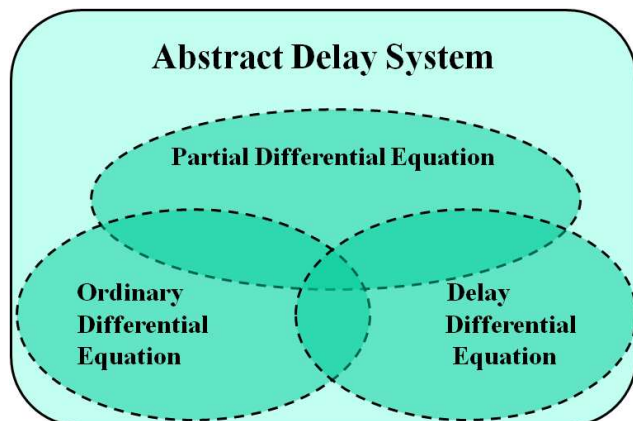 Abstract Delay System
Partial Differential Equation
Ordinary
Differential
Equation
Delay
Differential
Equation